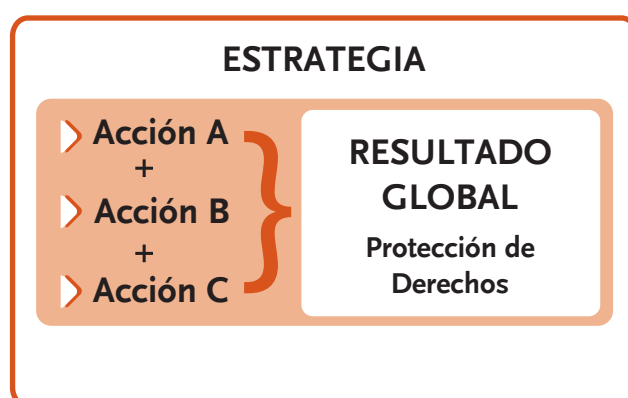 ESTRATEGIA
Acción A
+
Acción B
+
Acción C
RESULTADO
GLOBAL
Protección de
Derechos